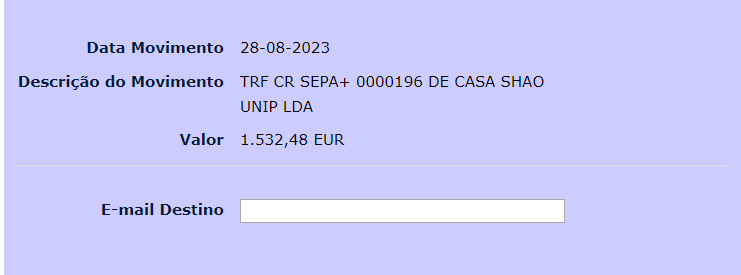 Data Movimento 28-08-2023
Descrição do Movimento TRF CR SEPA+ 0000196 DE CASA SHAO
UNIP LDA
Valor 1.532,48 EUR
E-mail Destino